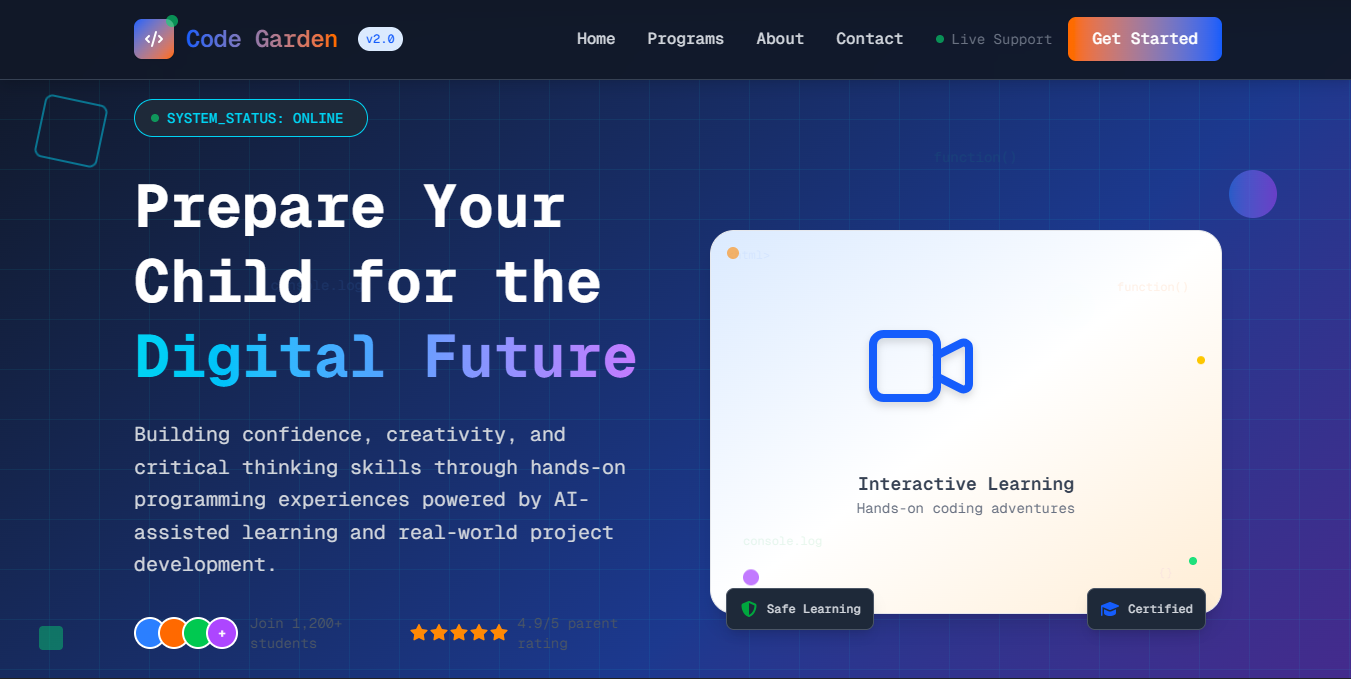 </> Code Garden v2.0 Home Programs About Contact Live Support Get Started
SYSTEM_STATUS: ONLINE
function()
Prepare Your
Child for the
Digital Future
console.log
Building confidence, creativity, and
critical thinking skills through hands-on
programming experiences powered by AI-
assisted learning and real-world project
development.
+
Join 1,200+
students
4.9/5 parent
rating
function()
Interactive Learning
Hands-on coding adventures
console.log
Safe Learning
Certified